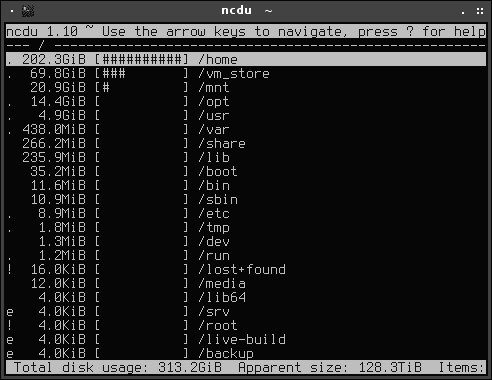 ncdu ~
ncdu 1.10 ~ Use the arrow keys to navigate, press ? for help
--- / ----------------------------------------------------------
. 202.3GiB [##########] /home
.  69.8GiB [###       ] /vm_store
   20.9GiB [#         ] /mnt
.  14.4GiB [          ] /opt
.   4.9GiB [          ] /usr
. 438.0MiB [          ] /var
  266.2MiB [          ] /share
  235.9MiB [          ] /lib
   35.2MiB [          ] /boot
   11.6MiB [          ] /bin
   10.9MiB [          ] /sbin
.   8.9MiB [          ] /etc
.   1.8MiB [          ] /tmp
    1.3MiB [          ] /dev
.   1.2MiB [          ] /run
!  16.0KiB [          ] /lost+found
   12.0KiB [          ] /media
    4.0KiB [          ] /lib64
e   4.0KiB [          ] /srv
!   4.0KiB [          ] /root
e   4.0KiB [          ] /live-build
e   4.0KiB [          ] /backup
Total disk usage: 313.2GiB  Apparent size: 128.3TiB  Items: